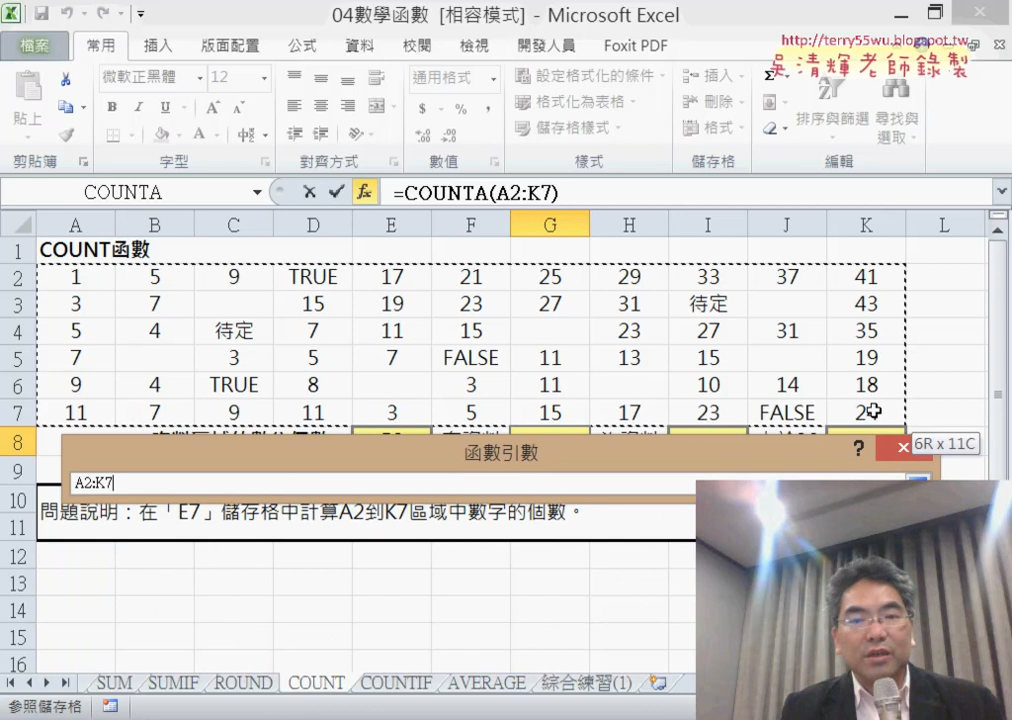 04數學函數 [相容模式] - Microsoft Excel
http://terry55wu.blogspot.tw
吳清輝老師錄製
檔案 常用 插入 版面配置 公式 資料 校閱 檢視 開發人員 Foxit PDF
貼上 微軟正黑體 12 通用格式 設定格式化的條件 插入 Σ
B I U A A 格式化為表格 刪除 排序與篩選 尋找與選取
A 中 $ % 儲存格樣式 格式
剪貼簿 字型 對齊方式 數值 樣式 儲存格 編輯
COUNTA fx =COUNTA(A2:K7)
A B C D E F G H I J K L
1 COUNT函數
2 1 5 9 TRUE 17 21 25 29 33 37 41
3 3 7 15 19 23 27 31 待定 43
4 5 4 待定 7 11 15 23 27 31 35
5 7 3 5 7 FALSE 11 13 15 19
6 9 4 TRUE 8 3 11 10 14 18
7 11 7 9 11 3 5 15 17 23 FALSE 2
8
函數引數 ?
6R x 11C
9
A2:K7
10
11 問題說明：在「E7」儲存格中計算A2到K7區域中數字的個數。
12
13
14
15
16
SUM SUMIF ROUND COUNT COUNTIF AVERAGE 綜合練習(1)
參照儲存格